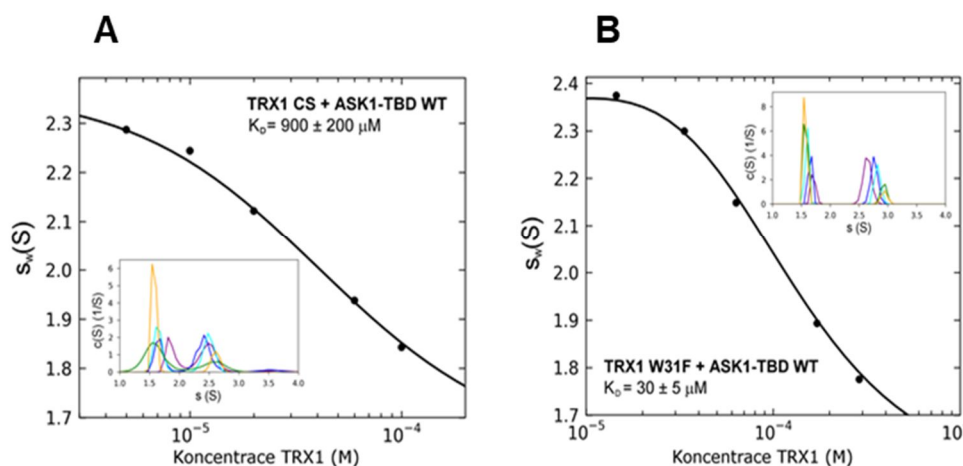 A
TRX1 CS + ASK1-TBD WT
K_D = 900 ± 200 µM
s_w(S)
2.3
2.2
2.1
2.0
1.9
1.8
1.7
10⁻⁵
10⁻⁴
Koncentrace TRX1 (M)
c(S) (1/S)
6
5
4
3
2
1
0
1.0 1.5 2.0 2.5 3.0 3.5 4.0
s (S)
B
2.4
2.3
2.2
2.1
2.0
1.9
1.8
1.7
s_w(S)
c(S) (1/S)
8
6
4
2
0
1.0 1.5 2.0 2.5 3.0 3.5 4.0
s (S)
TRX1 W31F + ASK1-TBD WT
K_D = 30 ± 5 µM
10⁻⁵
10⁻⁴
10
Koncentrace TRX1 (M)